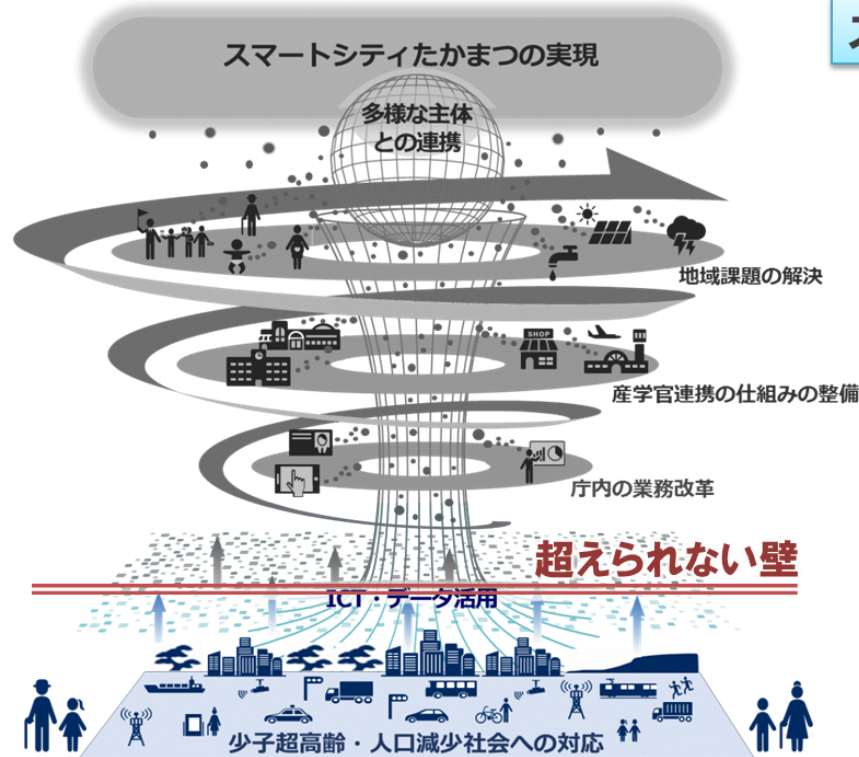 スマートシティたかまつの実現
多様な主体
との連携
地域課題の解決
SHOP
産学官連携の仕組みの整備
庁内の業務改革
超えられない壁
ICT・データ活用
少子超高齢・人口減少社会への対応